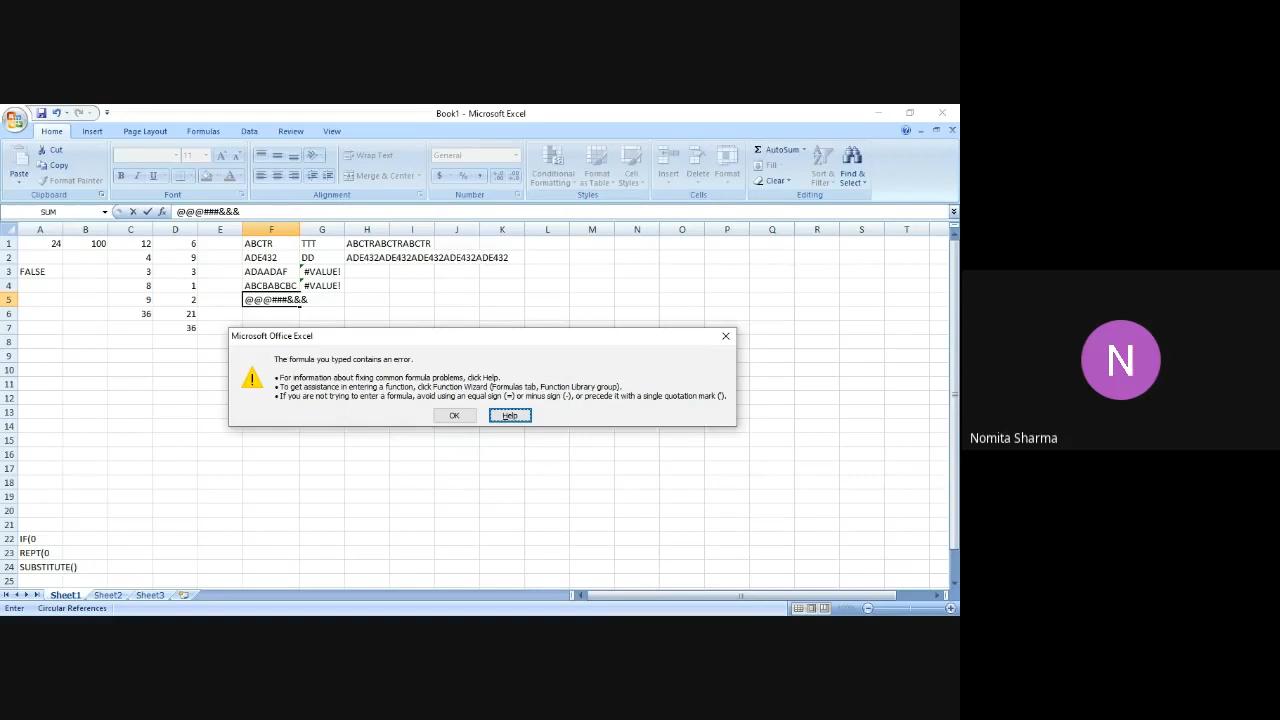 Book1 - Microsoft Excel
Home Insert Page Layout Formulas Data Review View
Cut
Copy
Format Painter
Paste
Clipboard
11
B I U
Font
Wrap Text
Merge & Center
Alignment
General
$ % ,
Number
Conditional Formatting
Format as Table
Cell Styles
Styles
Insert Delete Format
Cells
AutoSum
Fill
Clear
Sort & Filter
Find & Select
Editing
SUM @@@###&&&
A B C D E F G H I J K L M N O P Q R S T
1 24 100 12 6 ABCTR TTT ABCTRABCTRABCTR
2 4 9 ADE432 DD ADE432ADE432ADE432ADE432ADE432
3 FALSE 3 3 ADAADAF #VALUE!
4 8 1 ABCBABCBC #VALUE!
5 9 2 @@@###&&&
6 36 21
7 36
8
9
10
11
12
13
14
15
16
17
18
19
20
21
22 IF(0
23 REPT(0
24 SUBSTITUTE()
25
Microsoft Office Excel
The formula you typed contains an error.
• For information about fixing common formula problems, click Help.
• To get assistance in entering a function, click Function Wizard (Formulas tab, Function Library group).
• If you are not trying to enter a formula, avoid using an equal sign (=) or minus sign (-), or precede it with a single quotation mark (').
OK Help
Sheet1 Sheet2 Sheet3
Enter Circular References
N
Nomita Sharma